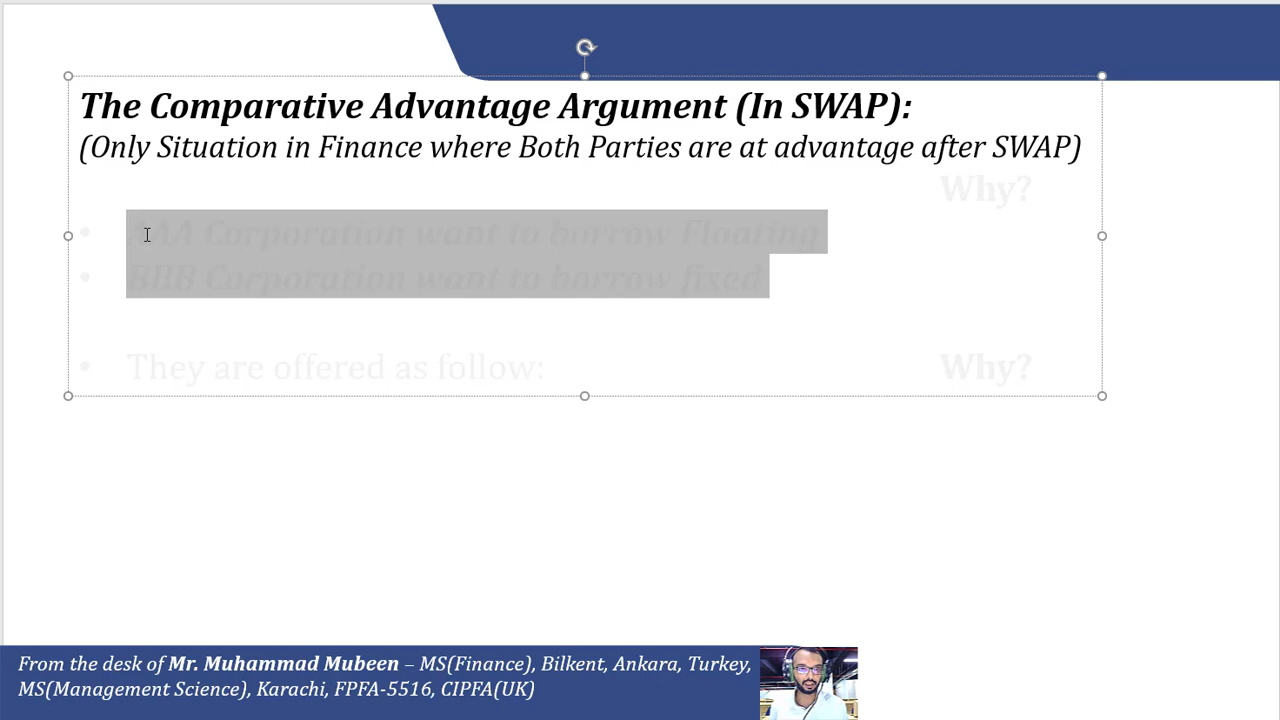 The Comparative Advantage Argument (In SWAP):
(Only Situation in Finance where Both Parties are at advantage after SWAP)
Why?
• AAA Corporation want to borrow Floating
• BBB Corporation want to borrow fixed
• They are offered as follow: Why?
From the desk of Mr. Muhammad Mubeen – MS(Finance), Bilkent, Ankara, Turkey,
MS(Management Science), Karachi, FPFA-5516, CIPFA(UK)